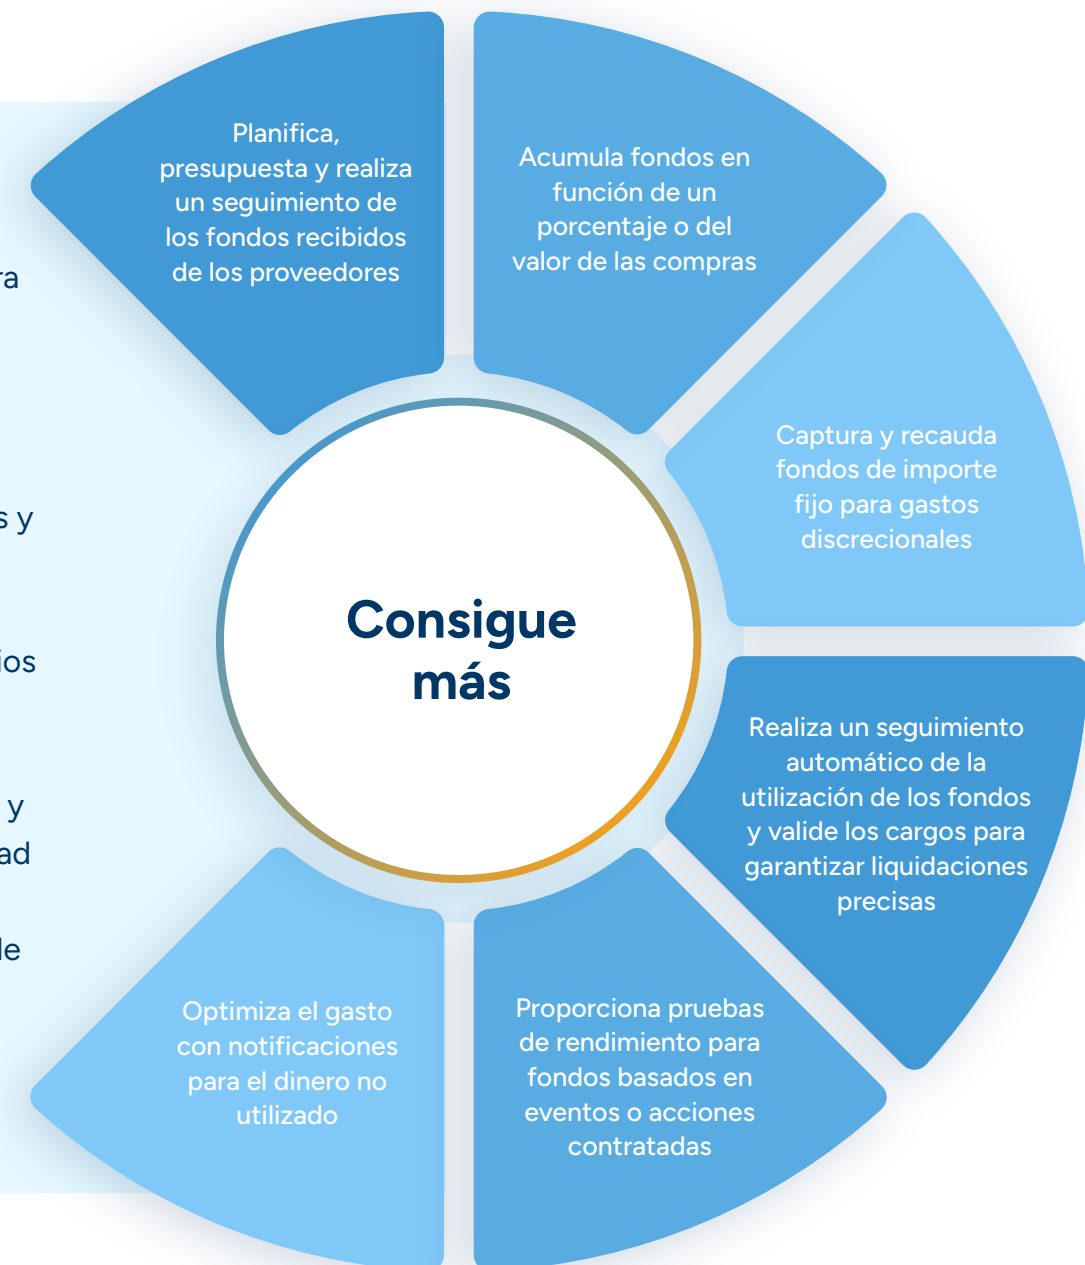 Planifica,
presupuesta y realiza
un seguimiento de
los fondos recibidos
de los proveedores
Acumula fondos en
función de un
porcentaje o del
valor de las compras
Captura y recauda
fondos de importe
fijo para gastos
discrecionales
Consigue
más
Realiza un seguimiento
automático de la
utilización de los fondos
y valide los cargos para
garantizar liquidaciones
precisas
Proporciona pruebas
de rendimiento para
fondos basados en
eventos o acciones
contratadas
Optimiza el gasto
con notificaciones
para el dinero no
utilizado
y
y